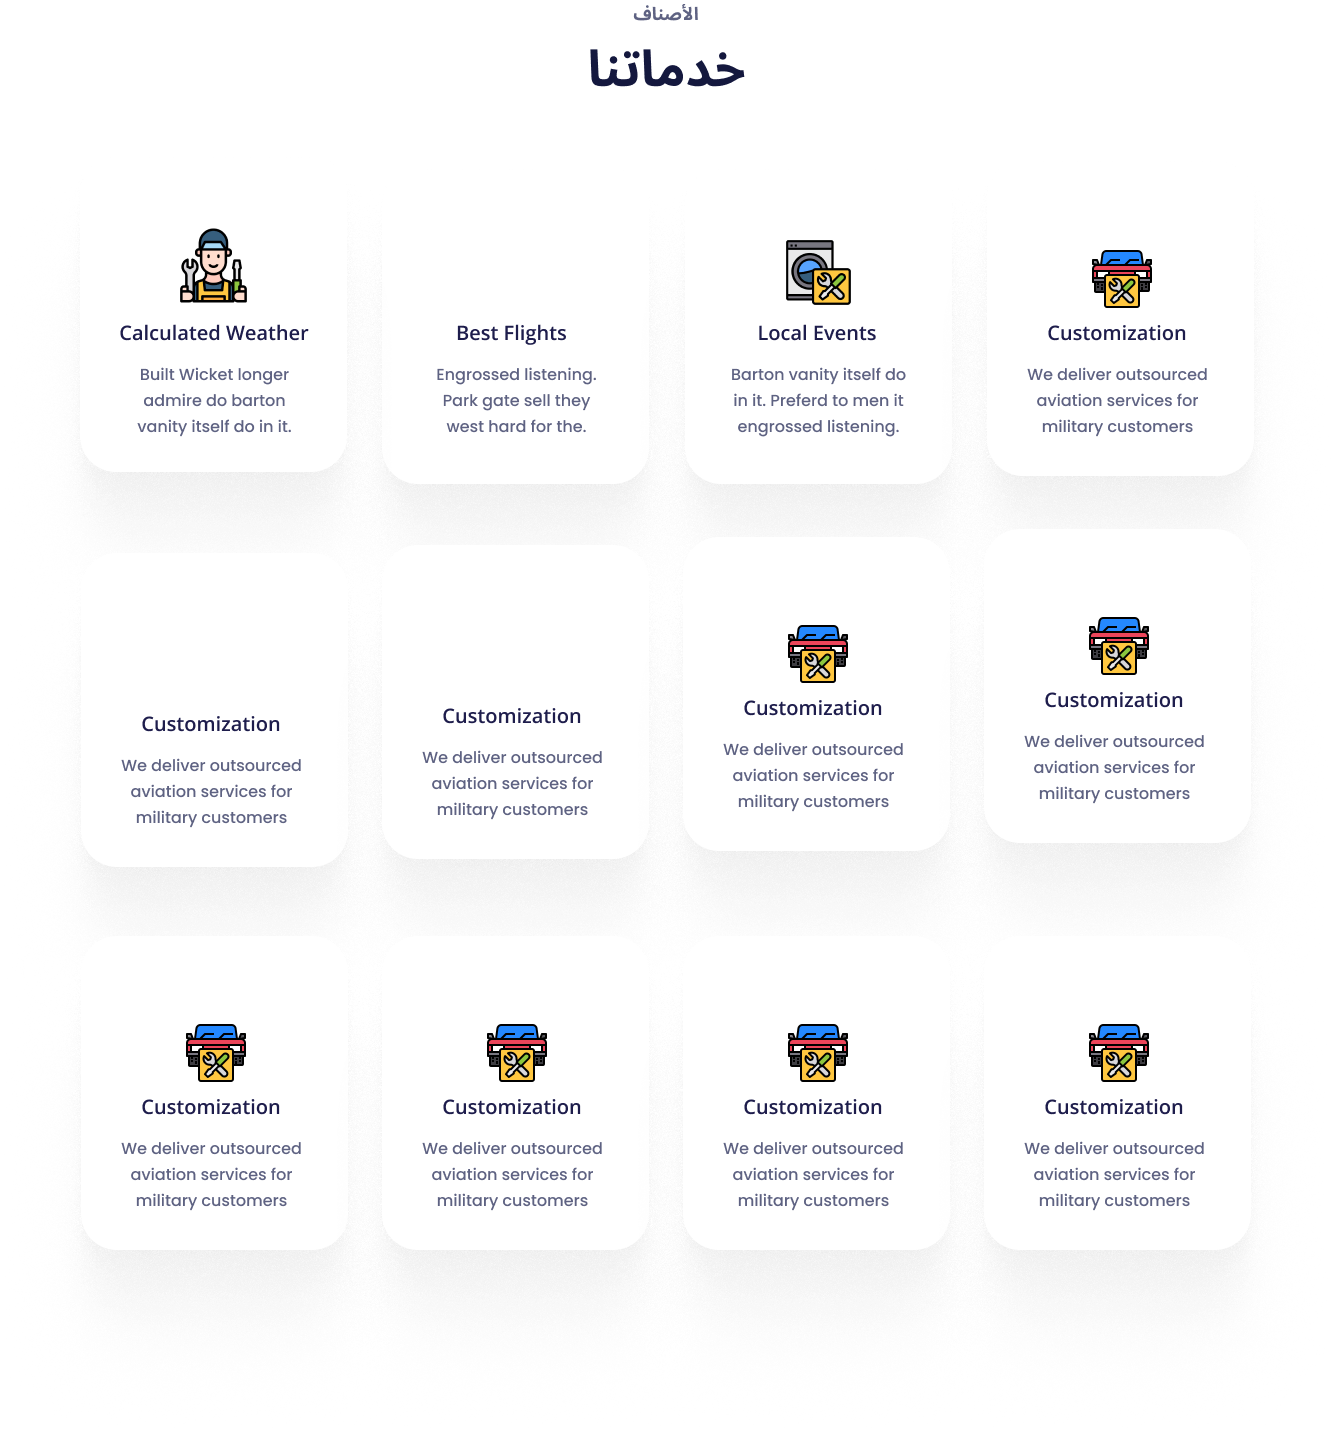 الأصناف
خدماتنا
Calculated Weather
Built Wicket longer
admire do barton
vanity itself do in it.
Best Flights
Engrossed listening.
Park gate sell they
west hard for the.
Local Events
Barton vanity itself do
in it. Preferd to men it
engrossed listening.
Customization
We deliver outsourced
aviation services for
military customers
Customization
We deliver outsourced
aviation services for
military customers
Customization
We deliver outsourced
aviation services for
military customers
Customization
We deliver outsourced
aviation services for
military customers
Customization
We deliver outsourced
aviation services for
military customers
Customization
We deliver outsourced
aviation services for
military customers
Customization
We deliver outsourced
aviation services for
military customers
Customization
We deliver outsourced
aviation services for
military customers
Customization
We deliver outsourced
aviation services for
military customers